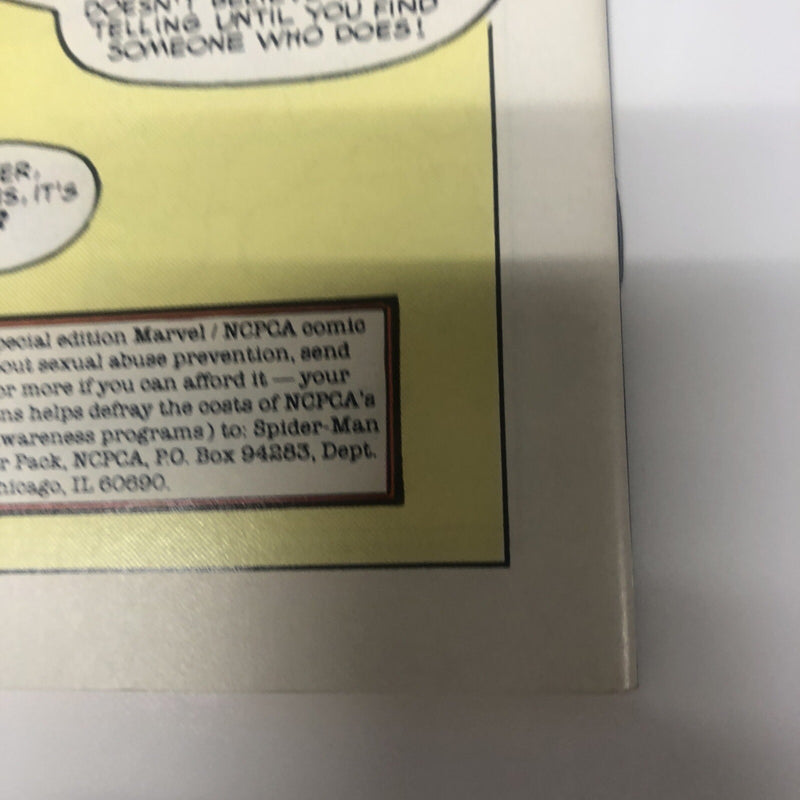 DOESN'T
TELLING UNTIL YOU FIND
SOMEONE WHO DOES!
ER,
S, IT'S
?
pecial edition Marvel / NCPCA comic
out sexual abuse prevention, send
or more if you can afford it — your
ns helps defray the costs of NCPCA's
wareness programs) to: Spider-Man
r Pack, NCPCA, P.O. Box 94283, Dept.
hicago, IL 60690.